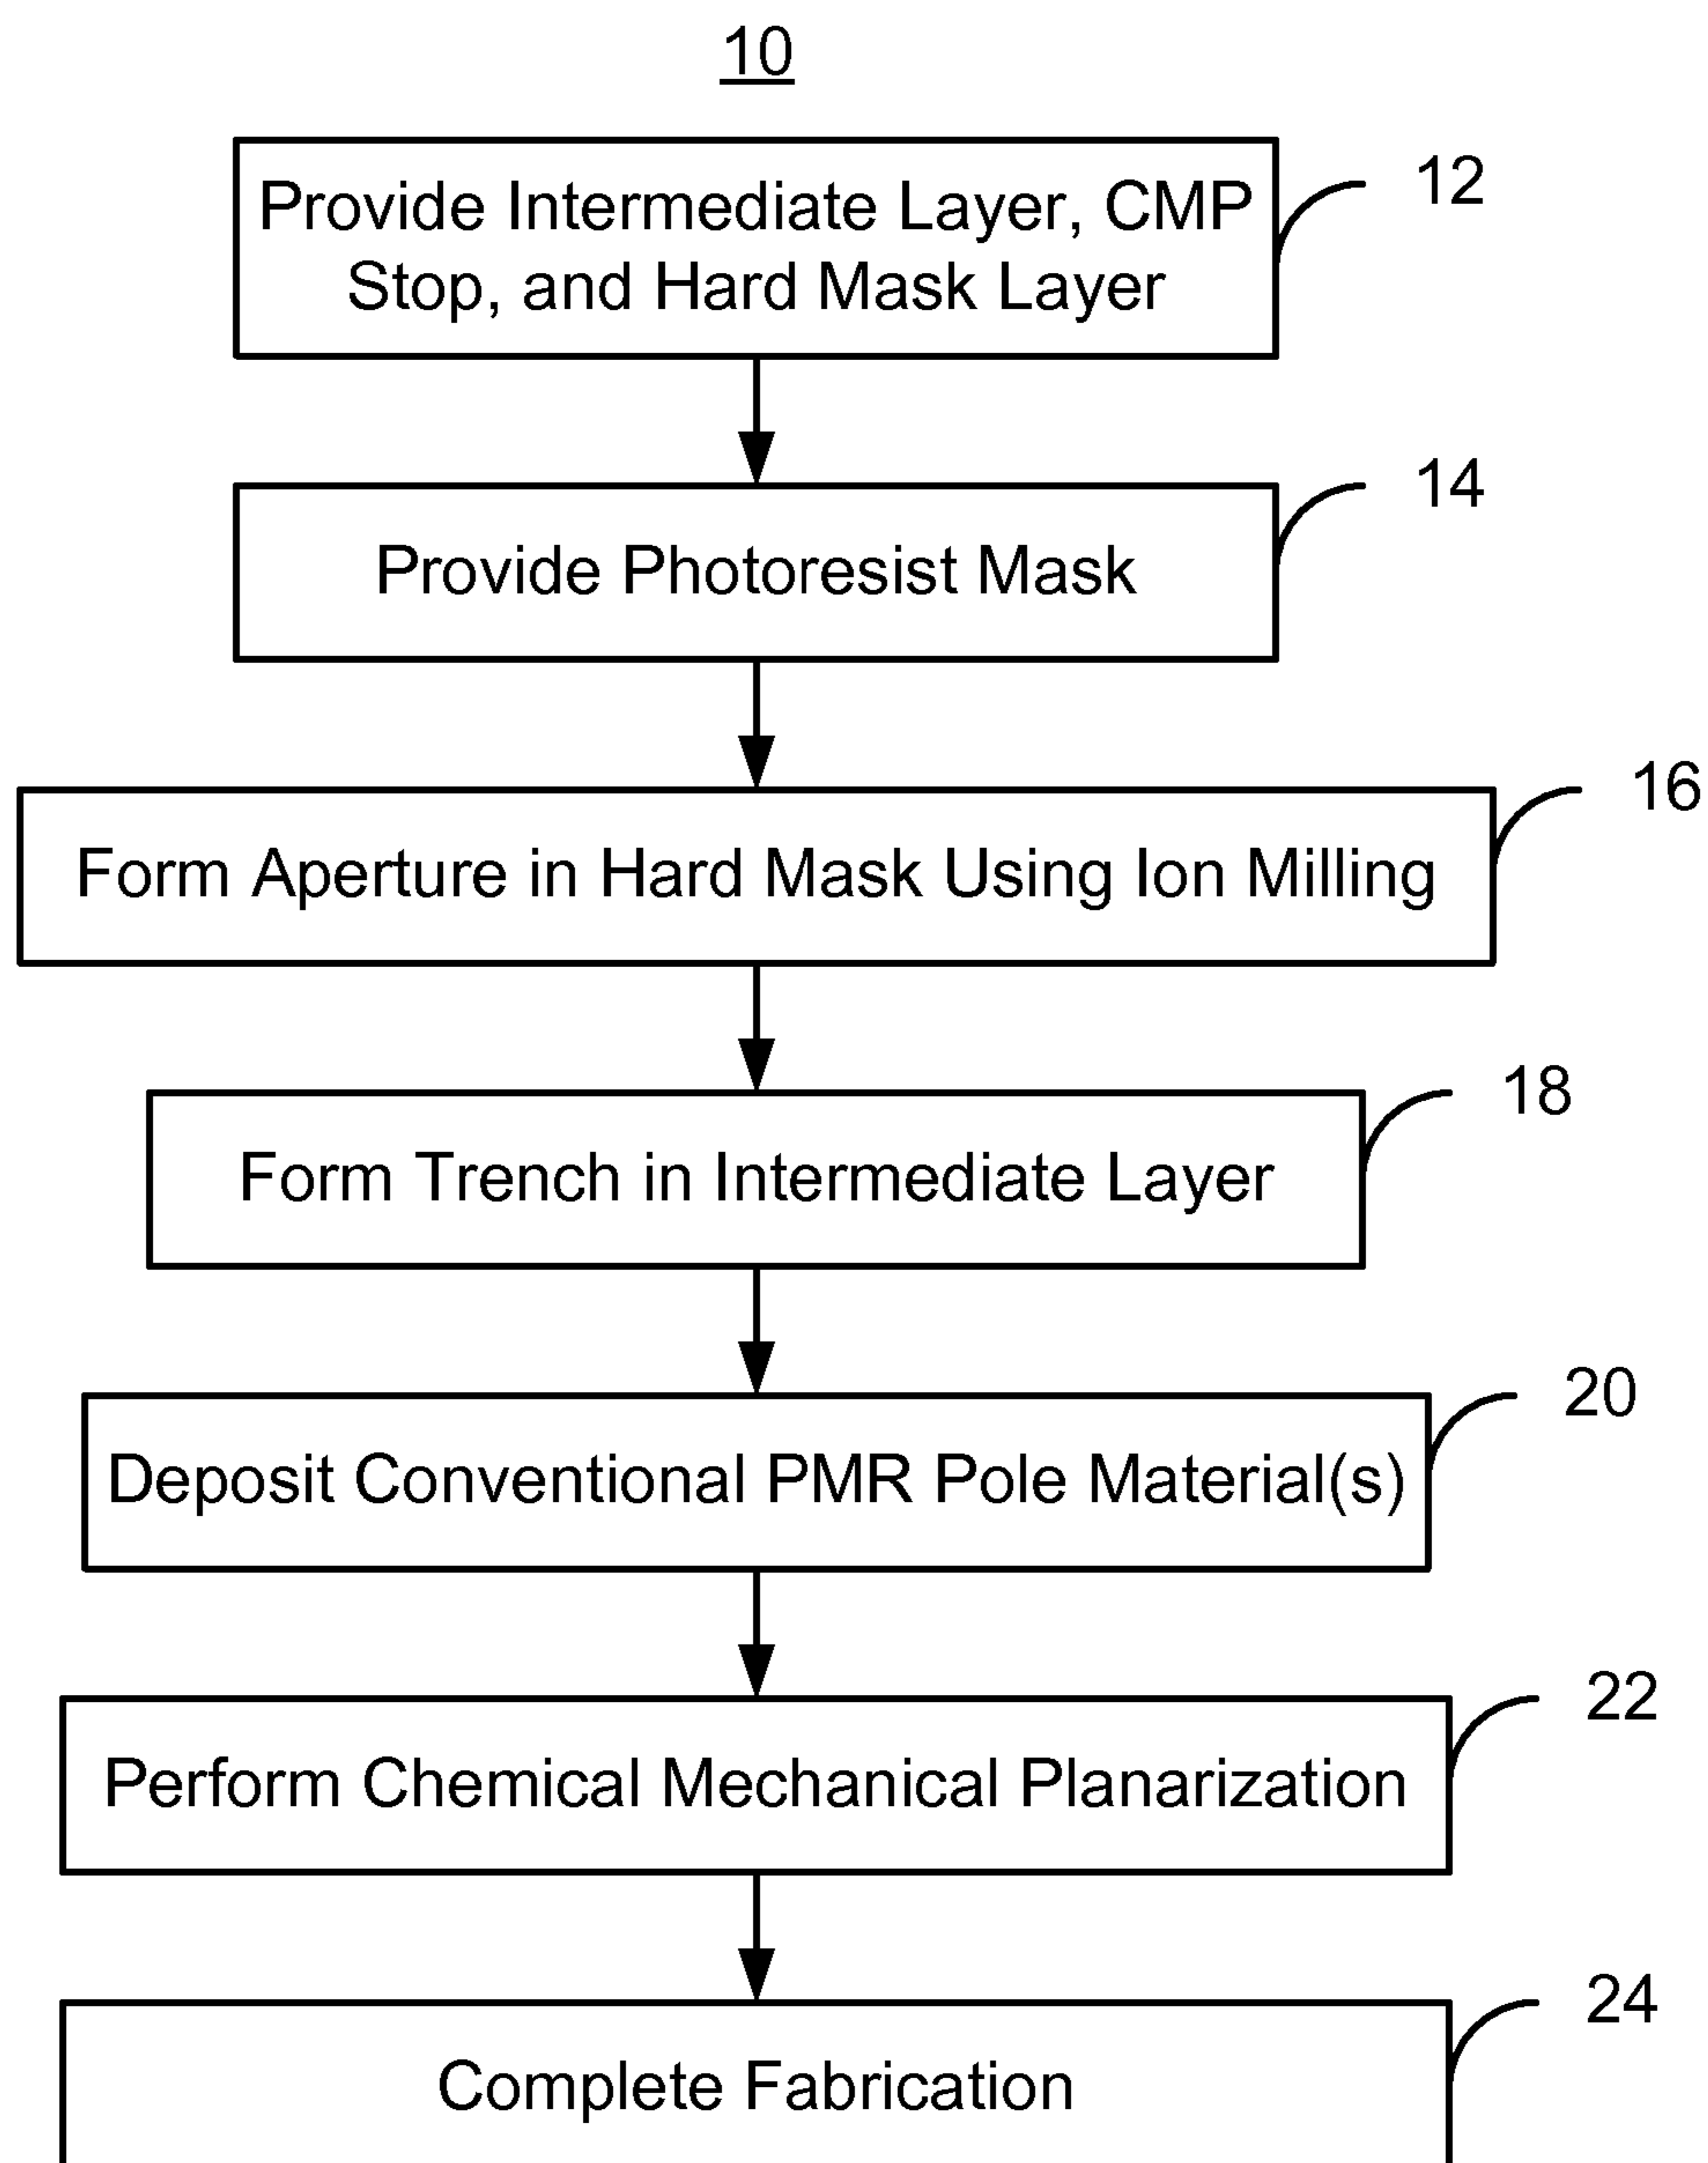 10
Provide Intermediate Layer, CMP
Stop, and Hard Mask Layer
12
Provide Photoresist Mask
14
Form Aperture in Hard Mask Using Ion Milling
16
Form Trench in Intermediate Layer
18
Deposit Conventional PMR Pole Material(s)
20
Perform Chemical Mechanical Planarization
22
Complete Fabrication
24